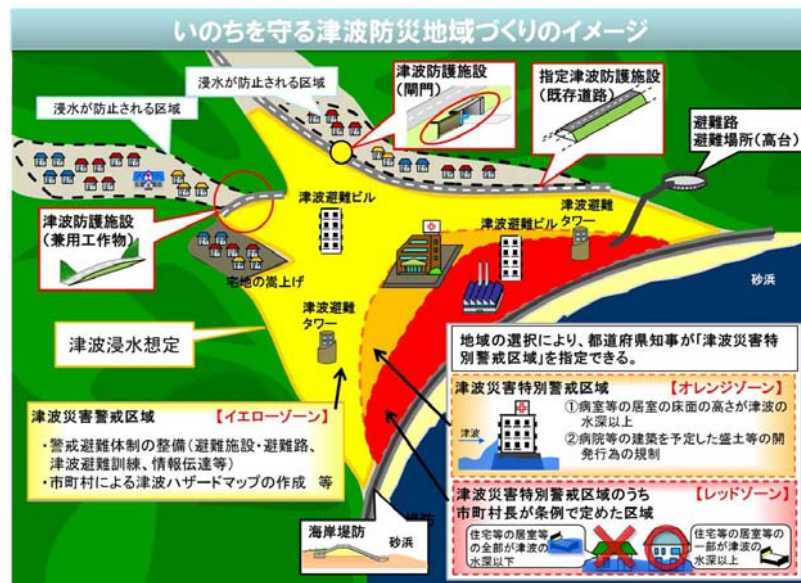 いのちを守る津波防災地域づくりのイメージ
浸水が防止される区域
浸水が防止される区域
津波防護施設
(閘門)
指定津波防護施設
(既存道路)
避難路
避難場所(高台)
津波防護施設
(兼用工作物)
津波避難ビル
津波避難ビル
津波避難
タワー
宅地の嵩上げ
津波避難
タワー
砂浜
津波浸水想定
地域の選択により、都道府県知事が「津波災害特
別警戒区域」を指定できる。
津波災害特別警戒区域 【オレンジゾーン】
津波
①病室等の居室の床面の高さが津波の
水深以上
②病院等の建築を予定した盛土等の開
発行為の規制
津波災害警戒区域 【イエローゾーン】
・警戒避難体制の整備(避難施設・避難路、
津波避難訓練、情報伝達等)
・市町村による津波ハザードマップの作成 等
津波災害特別警戒区域のうち
市町村長が条例で定めた区域
【レッドゾーン】
住宅等の居室等
の全部が津波の
水深以下
住宅等の居室等の
一部が津波の
水深以上
海岸堤防
砂浜